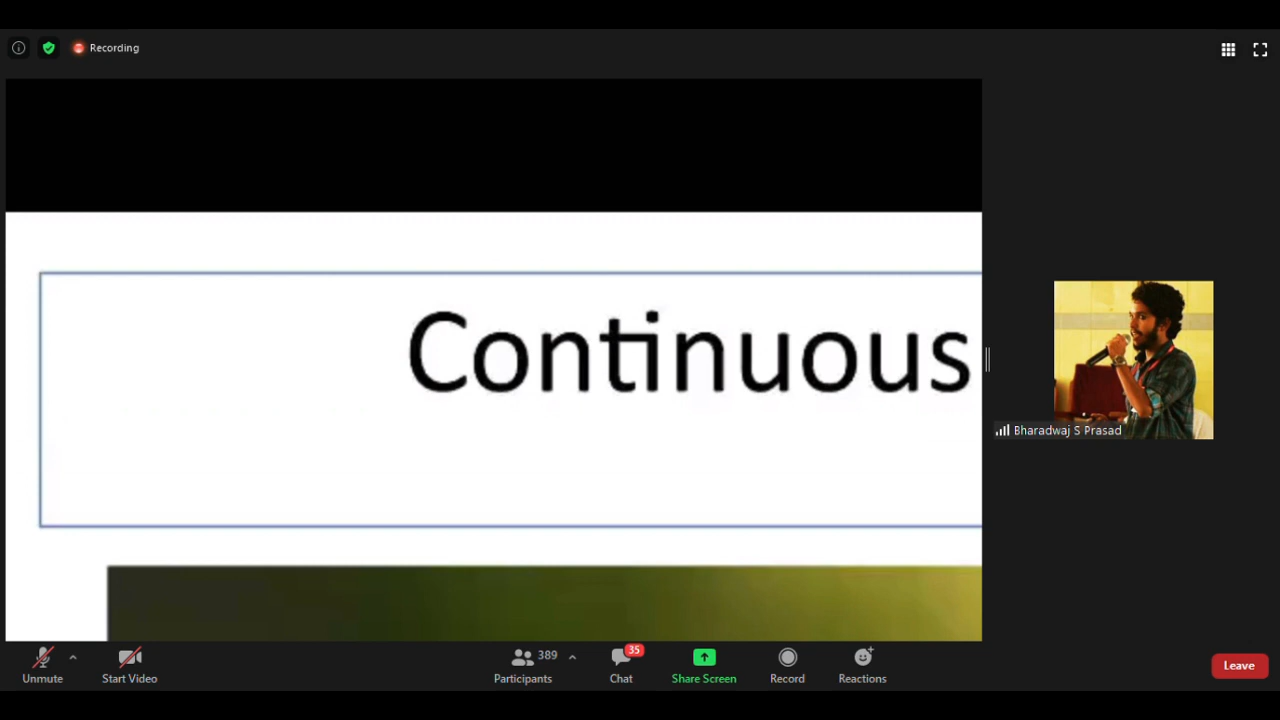 Recording
Continuous
Bharadwaj S Prasad
389
35
Unmute
Start Video
Participants
Chat
Share Screen
Record
Reactions
Leave